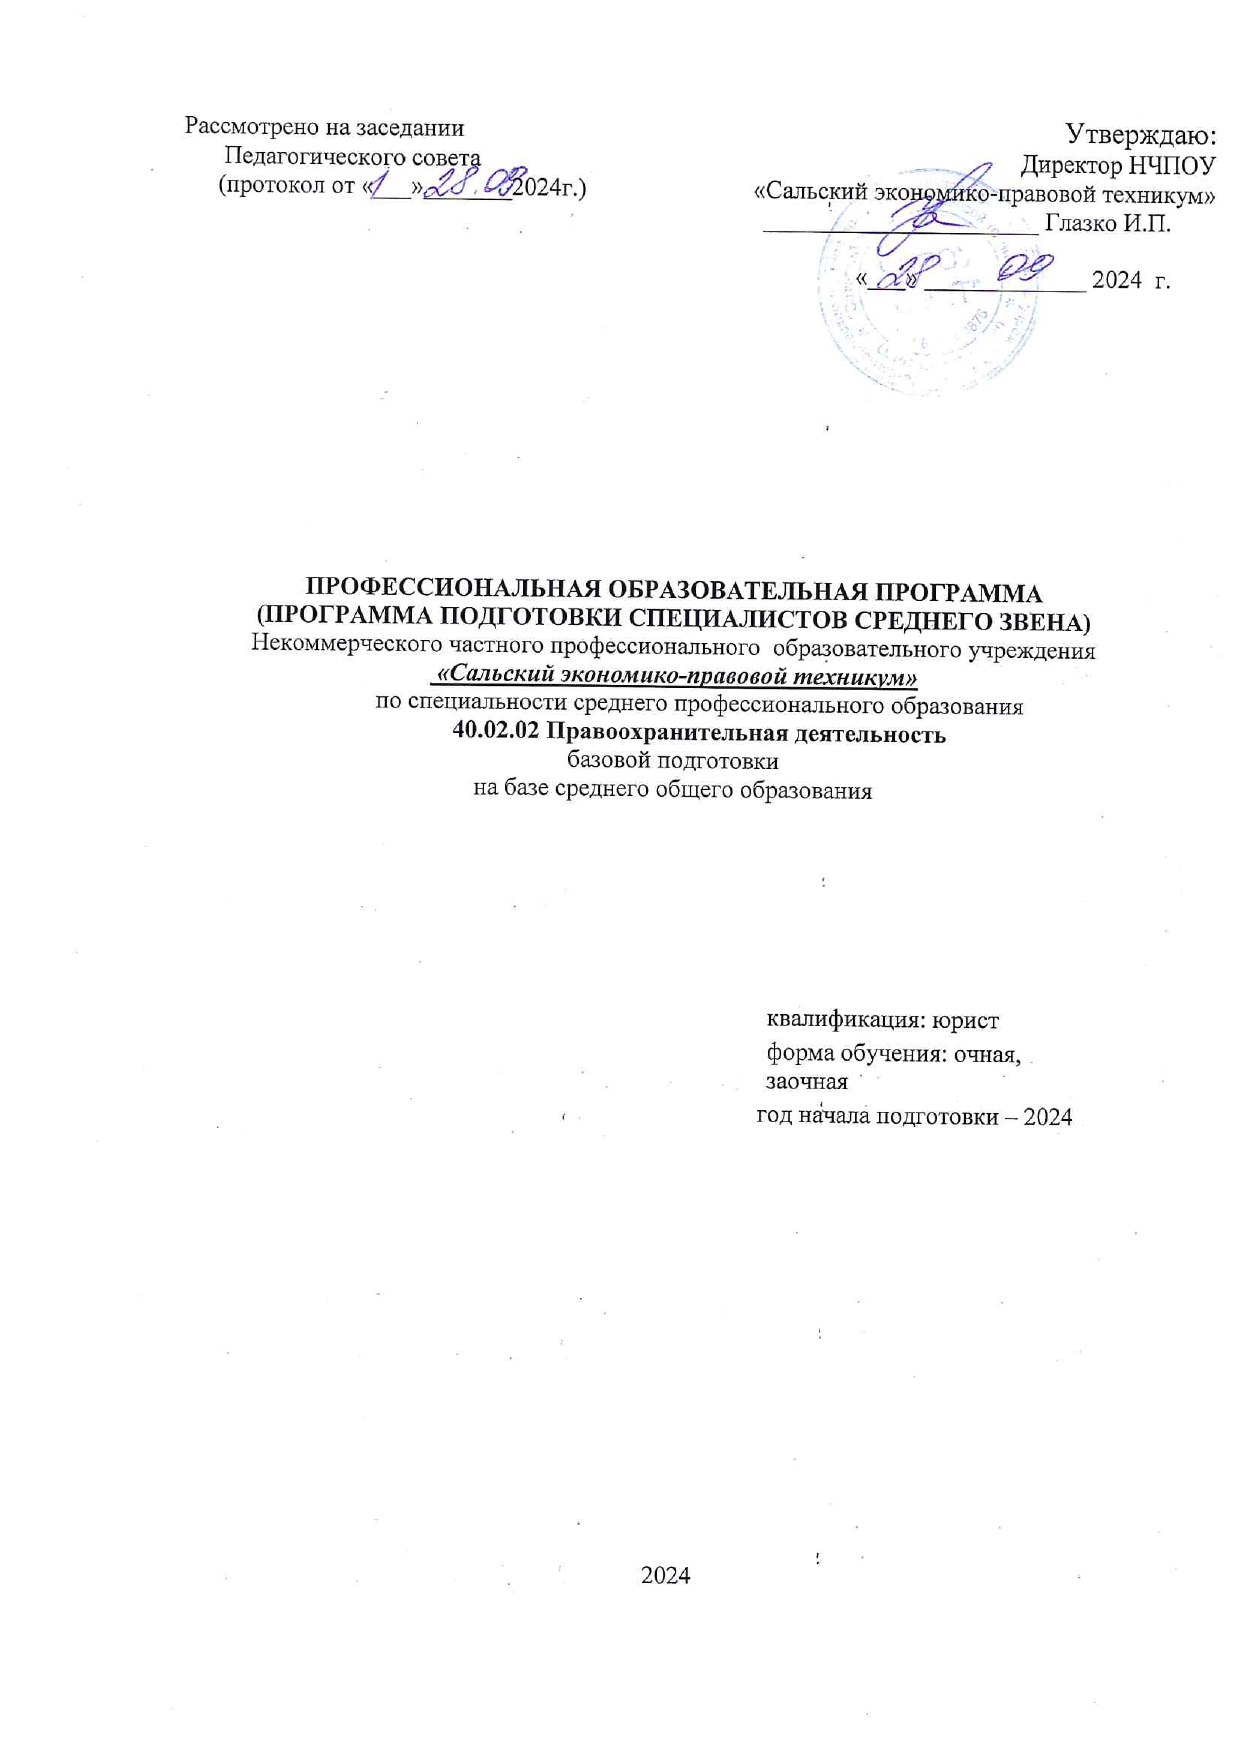 Рассмотрено на заседании
Педагогического совета
(протокол от «1» 28.09 2024г.)
Утверждаю:
Директор НЧПОУ
«Сальский экономико-правовой техникум»
Глазко И.П.
«28» 09 2024 г.
ПРОФЕССИОНАЛЬНАЯ ОБРАЗОВАТЕЛЬНАЯ ПРОГРАММА
(ПРОГРАММА ПОДГОТОВКИ СПЕЦИАЛИСТОВ СРЕДНЕГО ЗВЕНА)
Некоммерческого частного профессионального образовательного учреждения
«Сальский экономико-правовой техникум»
по специальности среднего профессионального образования
40.02.02 Правоохранительная деятельность
базовой подготовки
на базе среднего общего образования
квалификация: юрист
форма обучения: очная,
заочная
год начала подготовки – 2024
2024